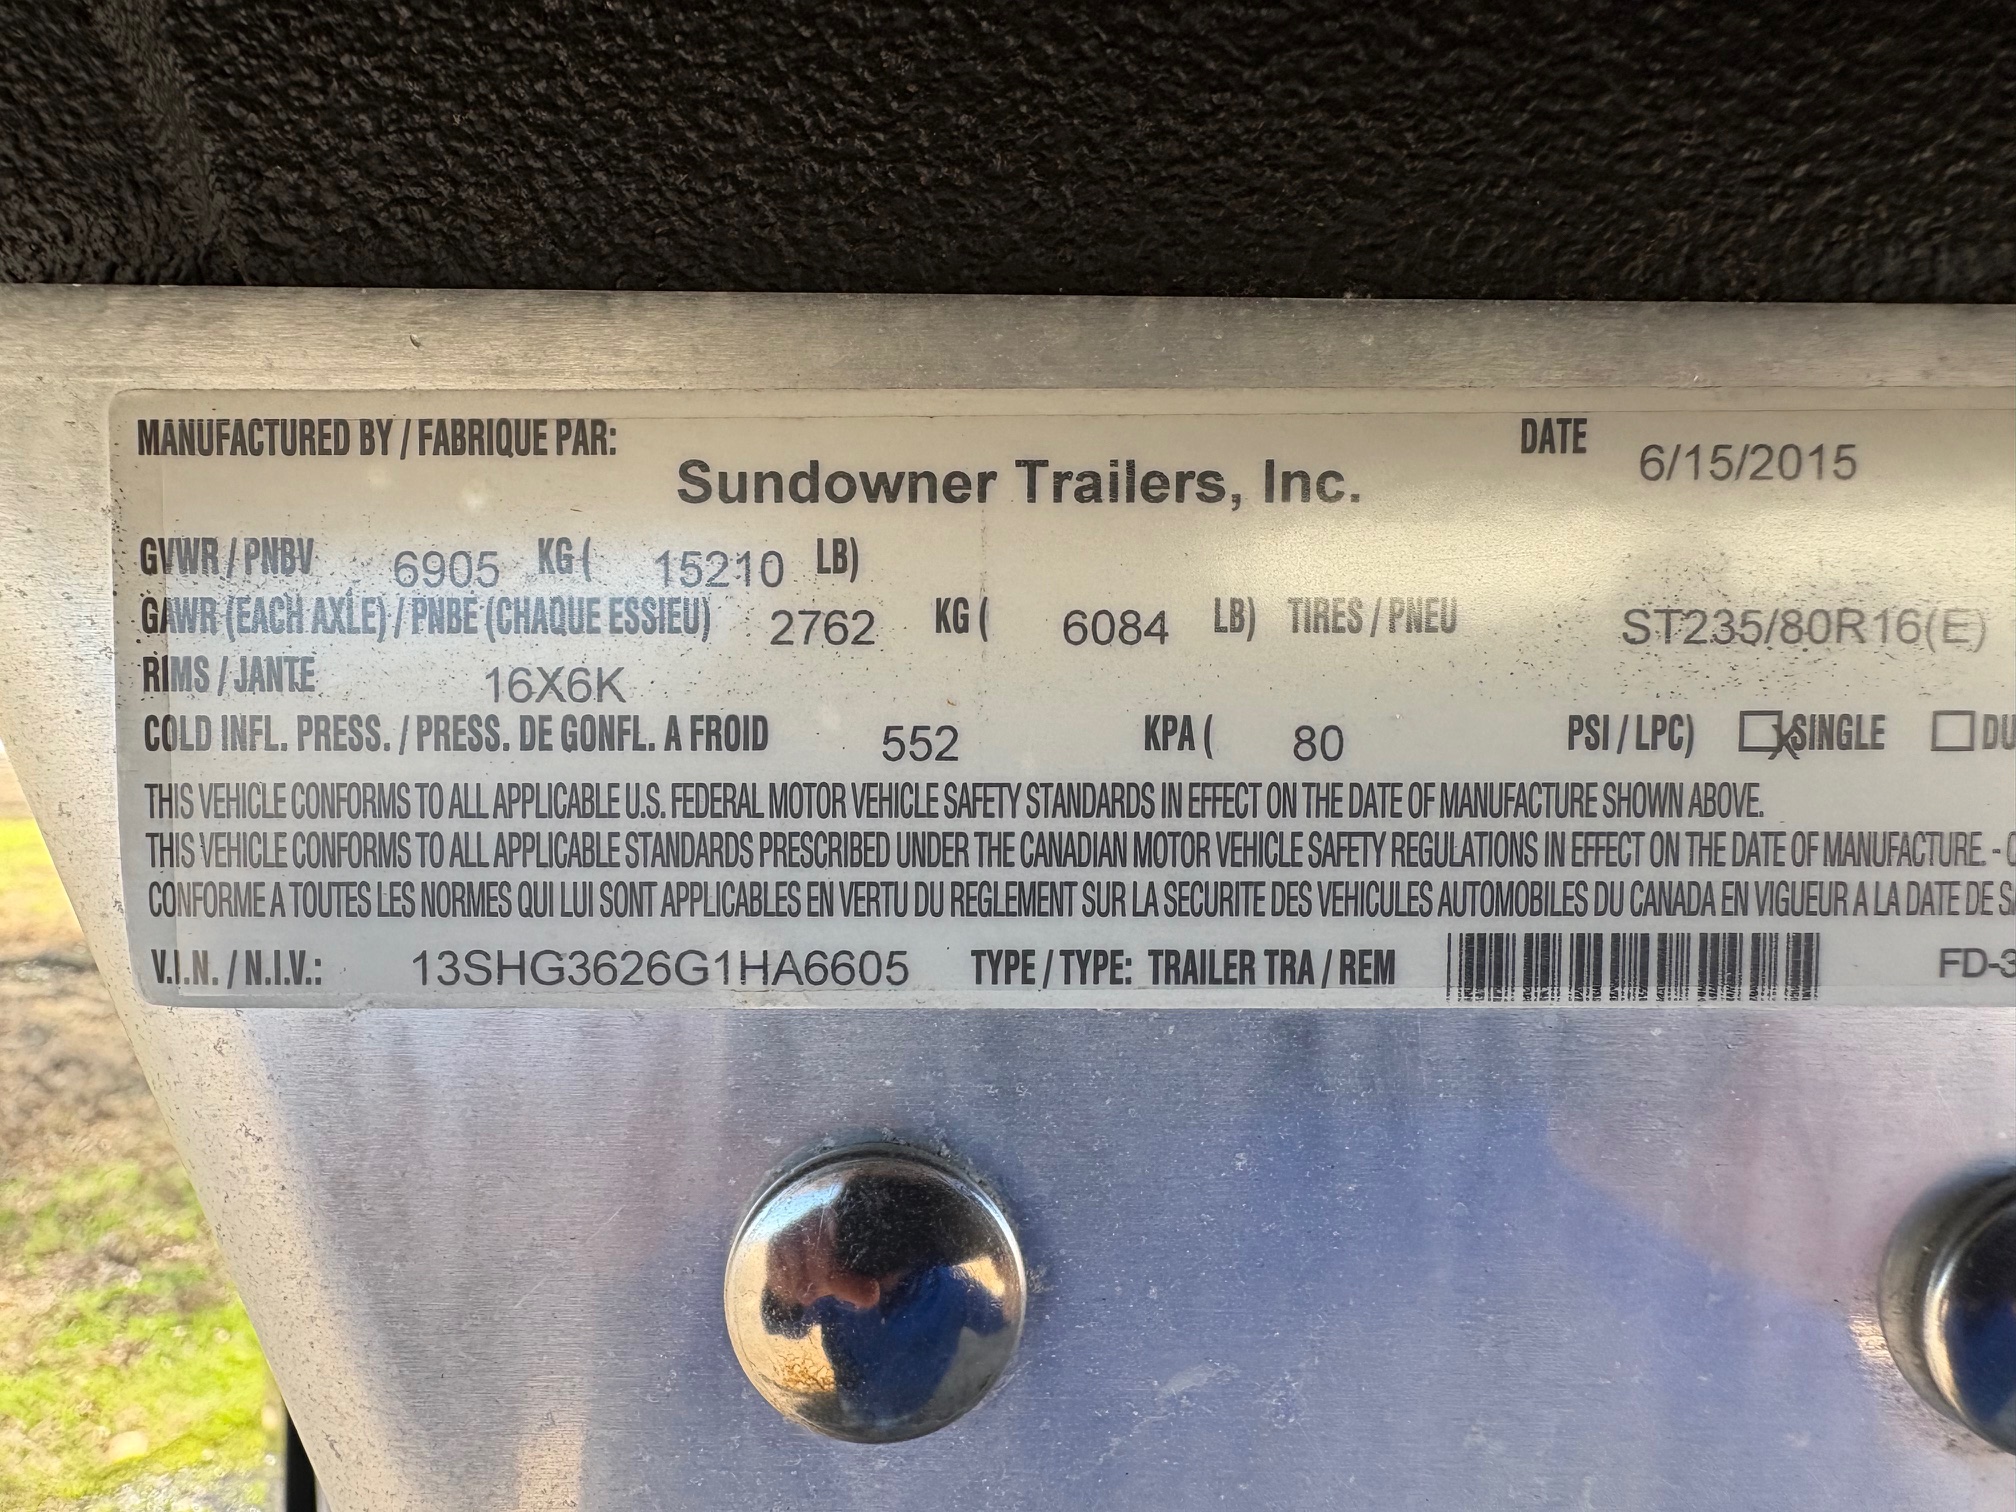 MANUFACTURED BY / FABRIQUE PAR: DATE 6/15/2015
Sundowner Trailers, Inc.
GVWR / PNBV 6905 KG ( 15210 LB)
GAWR (EACH AXLE) / PNBE (CHAQUE ESSIEU) 2762 KG ( 6084 LB) TIRES / PNEU ST235/80R16(E)
RIMS / JANTE 16X6K
COLD INFL. PRESS. / PRESS. DE GONFL. A FROID 552 KPA ( 80 PSI / LPC) X SINGLE
THIS VEHICLE CONFORMS TO ALL APPLICABLE U.S. FEDERAL MOTOR VEHICLE SAFETY STANDARDS IN EFFECT ON THE DATE OF MANUFACTURE SHOWN ABOVE.
THIS VEHICLE CONFORMS TO ALL APPLICABLE STANDARDS PRESCRIBED UNDER THE CANADIAN MOTOR VEHICLE SAFETY REGULATIONS IN EFFECT ON THE DATE OF MANUFACTURE. -
CONFORME A TOUTES LES NORMES QUI LUI SONT APPLICABLES EN VERTU DU REGLEMENT SUR LA SECURITE DES VEHICULES AUTOMOBILES DU CANADA EN VIGUEUR A LA DATE DE
V.I.N. / N.I.V.: 13SHG3626G1HA6605 TYPE / TYPE: TRAILER TRA / REM FD-3